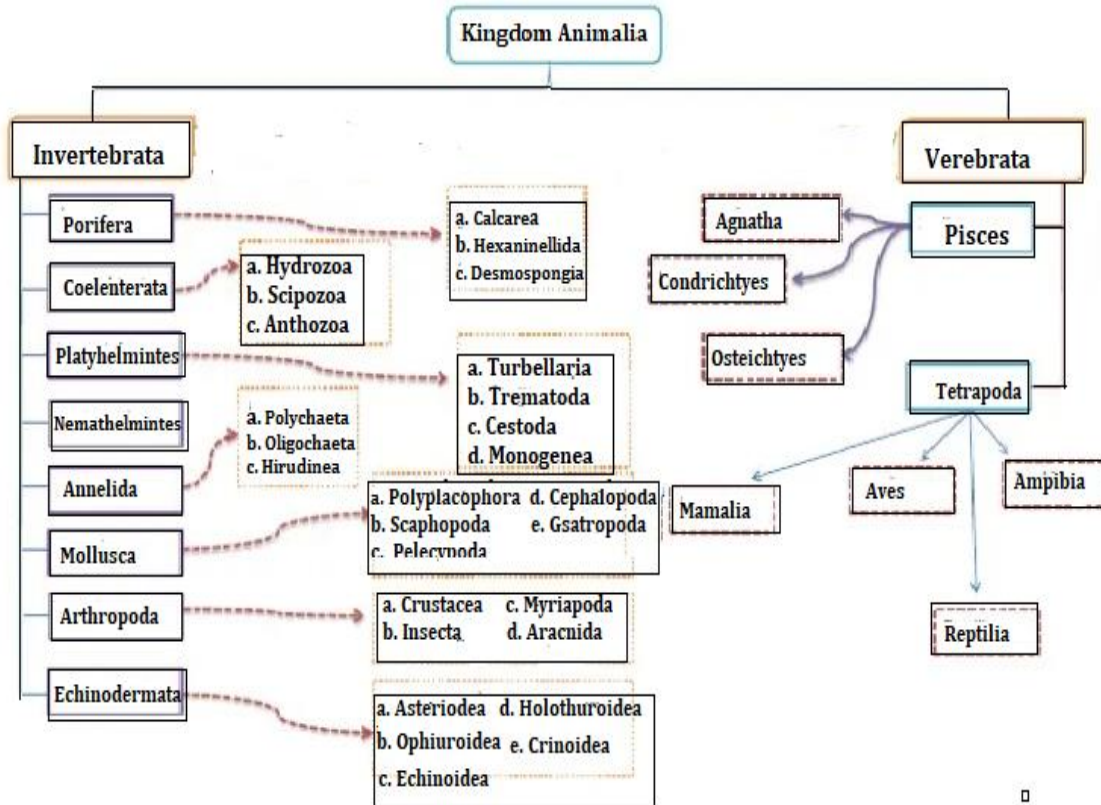 Kingdom Animalia
Invertebrata
Porifera
a. Calcarea
b. Hexaninellida
c. Desmospongia
Coelenterata
a. Hydrozoa
b. Scipozoa
c. Anthozoa
Platyhelmintes
a. Turbellaria
b. Trematoda
c. Cestoda
d. Monogenea
Nemathelmintes
Annelida
a. Polychaeta
b. Oligochaeta
c. Hirudinea
Mollusca
a. Polyplacophora d. Cephalopoda
b. Scaphopoda e. Gsatropoda
c. Pelecypoda
Arthropoda
a. Crustacea c. Myriapoda
b. Insecta d. Aracnida
Echinodermata
a. Asteriodea d. Holothuroidea
b. Ophiuroidea e. Crinoidea
c. Echinoidea
Verebrata
Pisces
Agnatha
Condrichtyes
Osteichtyes
Tetrapoda
Mamalia
Aves
Ampibia
Reptilia